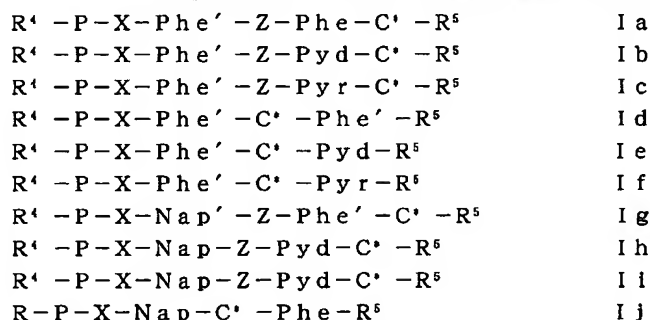 R⁴ -P-X-Phe′ -Z-Phe-C* -R⁵ Ia
R⁴ -P-X-Phe′ -Z-Pyd-C* -R⁵ Ib
R⁴ -P-X-Phe′ -Z-Pyr-C* -R⁵ Ic
R⁴ -P-X-Phe′ -C* -Phe′ -R⁵ Id
R⁴ -P-X-Phe′ -C* -Pyd-R⁵ Ie
R⁴ -P-X-Phe′ -C* -Pyr-R⁵ If
R⁴ -P-X-Nap′ -Z-Phe′ -C* -R⁵ Ig
R⁴ -P-X-Nap-Z-Pyd-C* -R⁵ Ih
R⁴ -P-X-Nap-Z-Pyd-C* -R⁵ Ii
R-P-X-Nap-C* -Phe-R⁵ Ij